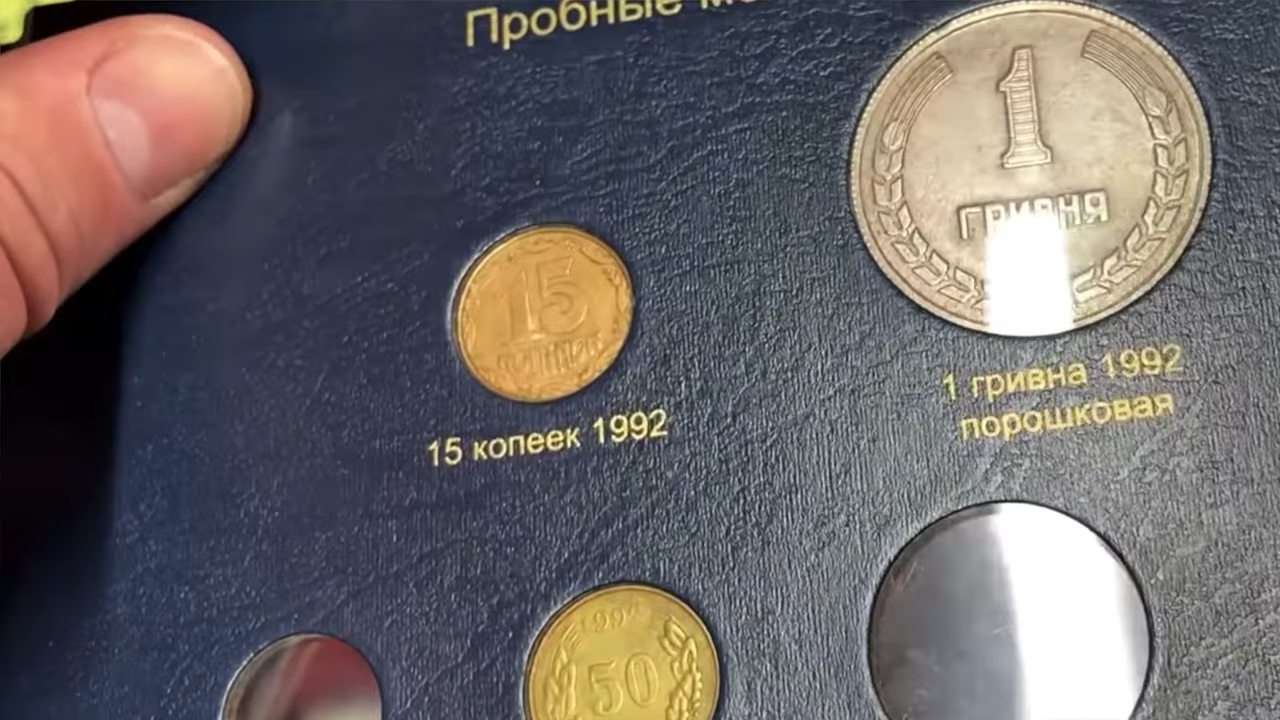 Пробные
1
ГРИВНЯ
15
15 копеек 1992
1 гривна 1992
порошковая
50